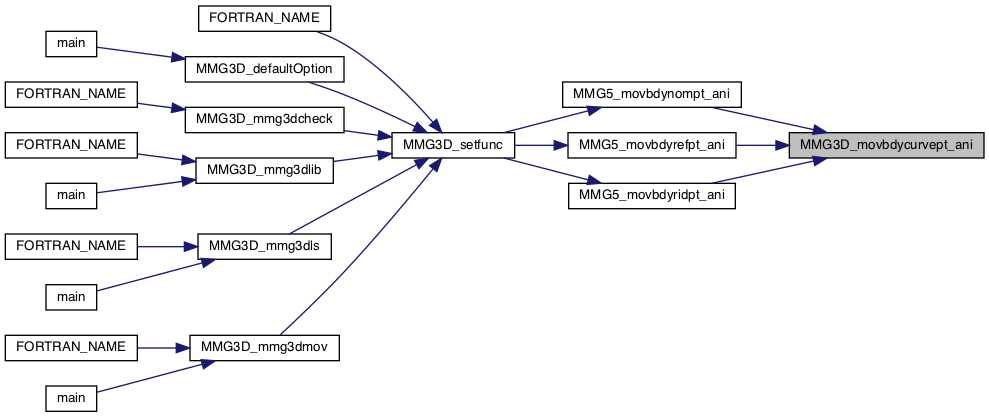 FORTRAN_NAME
main
MMG3D_defaultOption
FORTRAN_NAME
MMG5_movbdynompt_ani
MMG3D_mmg3dcheck
FORTRAN_NAME
MMG3D_setfunc
MMG5_movbdyrefpt_ani
MMG3D_movbdycurvept_ani
MMG3D_mmg3dlib
main
MMG5_movbdyridpt_ani
FORTRAN_NAME
MMG3D_mmg3dls
main
FORTRAN_NAME
MMG3D_mmg3dmov
main